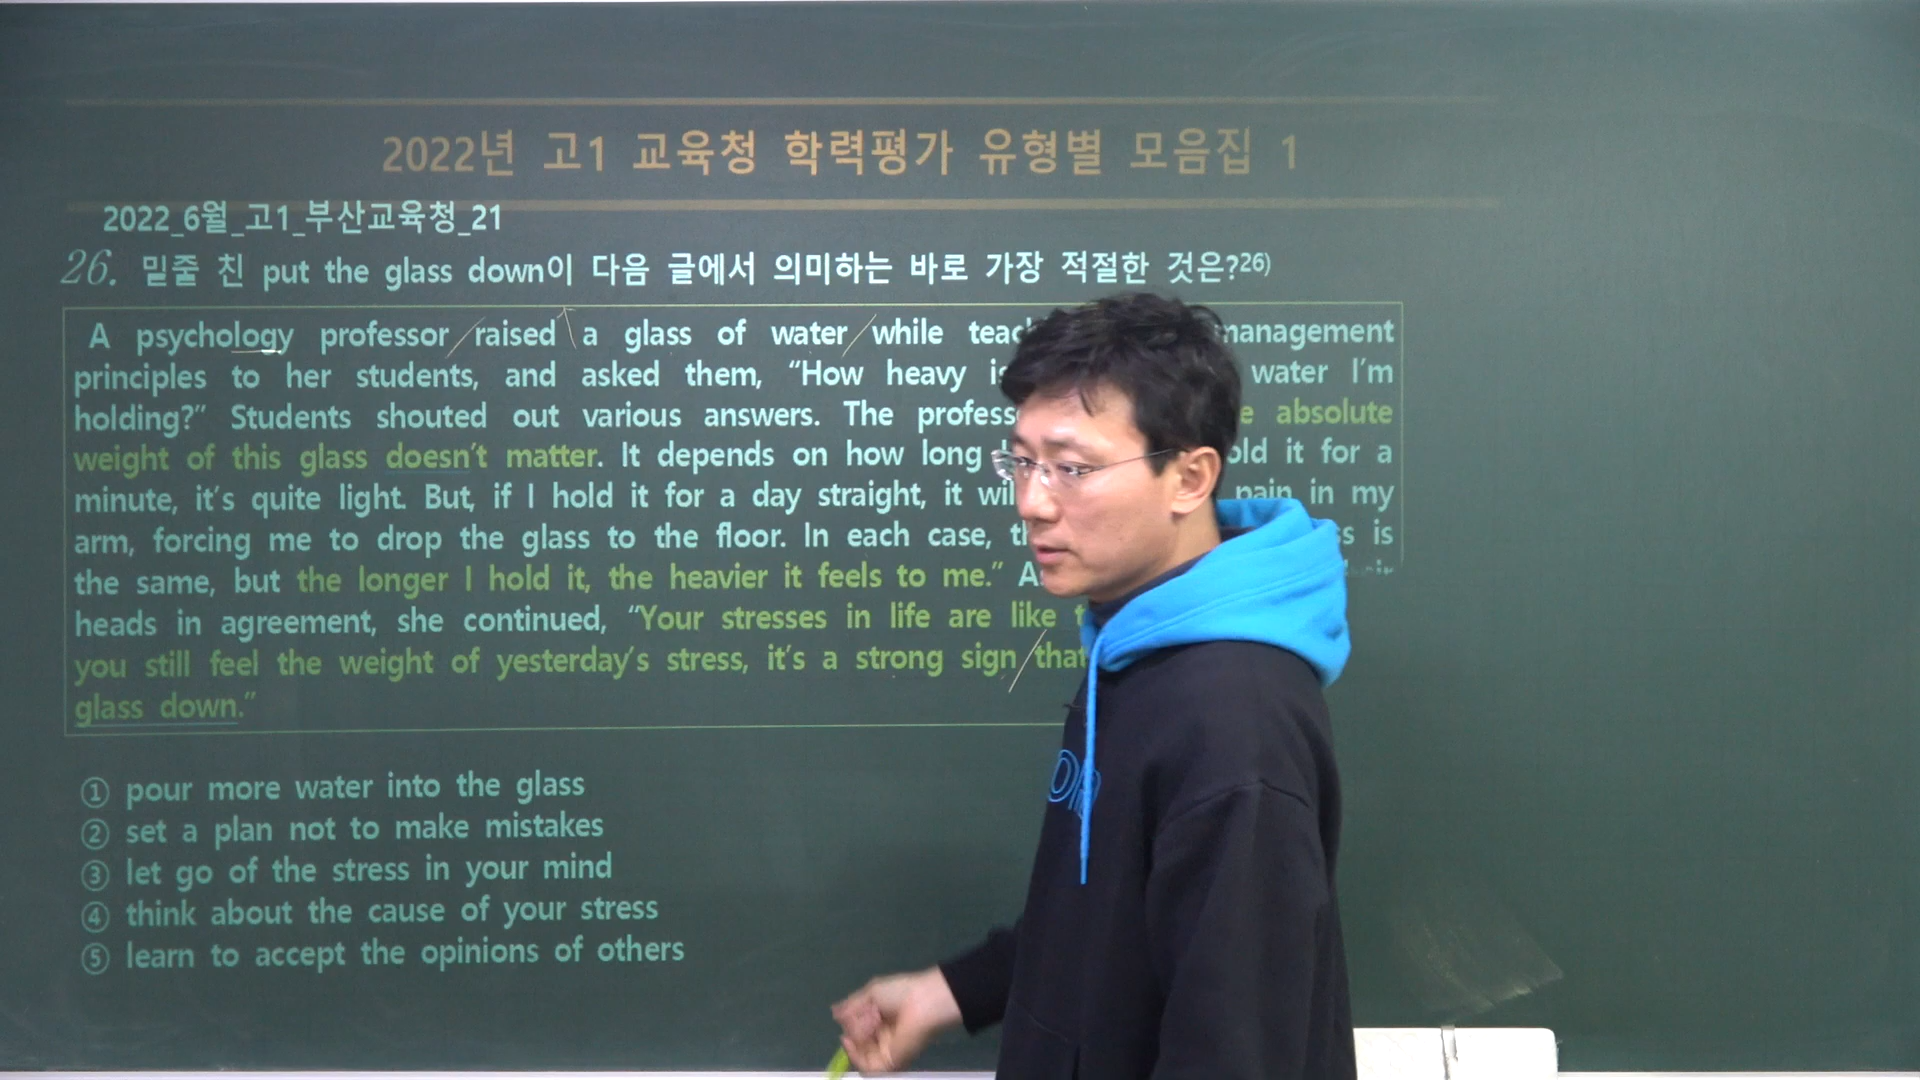 2022년 고1 교육청 학력평가 유형별 모음집 1
2022_6월_고1_부산교육청_21
26. 밑줄 친 put the glass down이 다음 글에서 의미하는 바로 가장 적절한 것은?26)
A psychology professor raised a glass of water while management
principles to her students, and asked them, “How heavy water I’m
holding?” Students shouted out various answers. The absolute
weight of this glass doesn’t matter. It depends on how long it for a
minute, it’s quite light. But, if I hold it for a day straight, it pain in my
arm, forcing me to drop the glass to the floor. In each case, is
the same, but the longer I hold it, the heavier it feels to me.”
heads in agreement, she continued, “Your stresses in life are like
you still feel the weight of yesterday’s stress, it’s a strong sign that
glass down.”
① pour more water into the glass
② set a plan not to make mistakes
③ let go of the stress in your mind
④ think about the cause of your stress
⑤ learn to accept the opinions of others